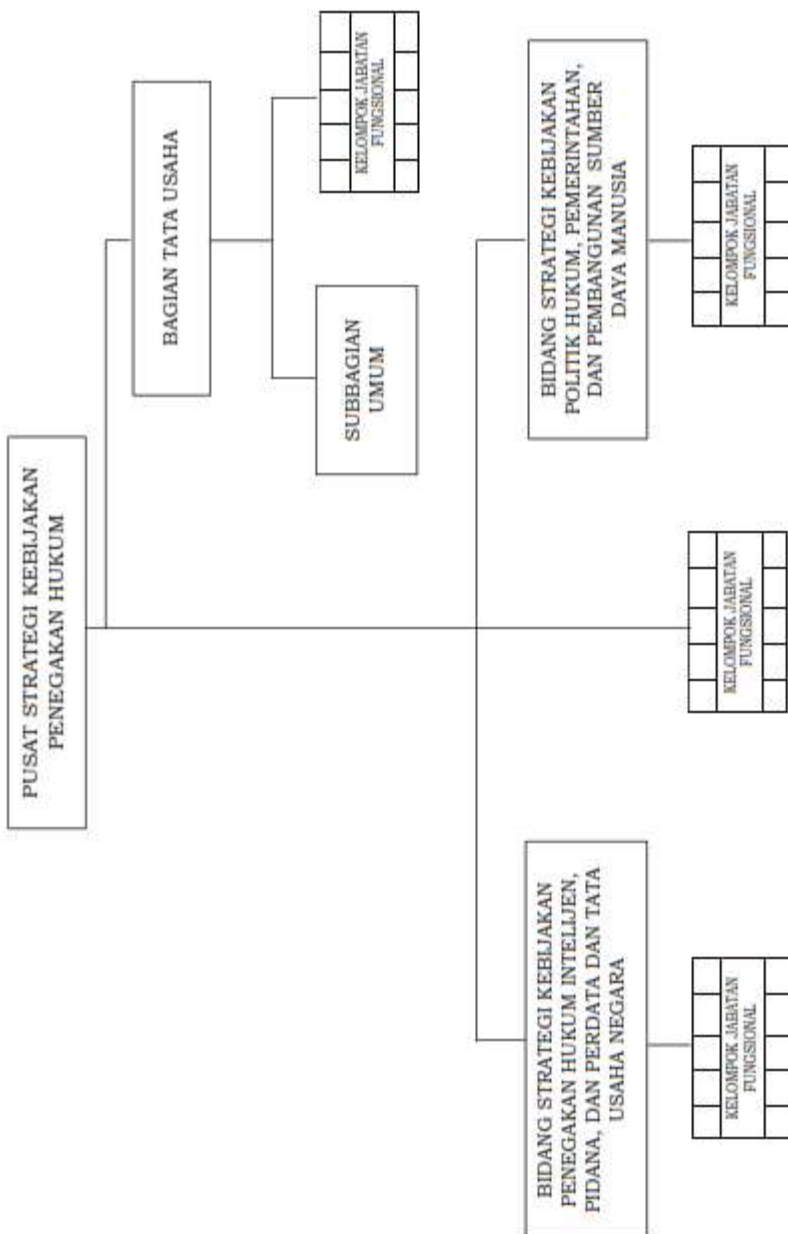 PUSAT STRATEGI KEBIJAKAN
PENEGAKAN HUKUM
BAGIAN TATA USAHA
SUBBAGIAN
UMUM
KELOMPOK JABATAN
FUNGSIONAL
BIDANG STRATEGI KEBIJAKAN
PENEGAKAN HUKUM INTELIJEN,
PIDANA, DAN PERDATA DAN TATA
USAHA NEGARA
BIDANG STRATEGI KEBIJAKAN
POLITIK HUKUM, PEMERINTAHAN,
DAN PEMBANGUNAN SUMBER
DAYA MANUSIA
KELOMPOK JABATAN
FUNGSIONAL
KELOMPOK JABATAN
FUNGSIONAL
KELOMPOK JABATAN
FUNGSIONAL